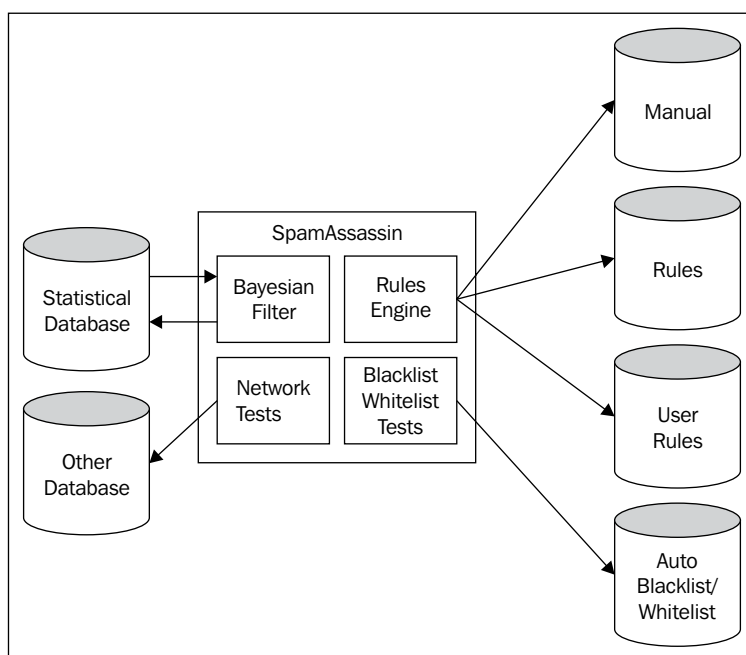 SpamAssassin
Statistical
Database
Bayesian
Filter
Rules
Engine
Manual
Rules
Other
Database
Network
Tests
Blacklist
Whitelist
Tests
User
Rules
Auto
Blacklist/
Whitelist